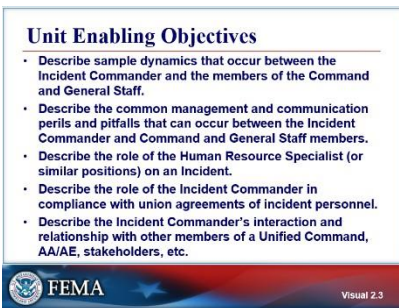 Unit Enabling Objectives
• Describe sample dynamics that occur between the
Incident Commander and the members of the Command
and General Staff.
• Describe the common management and communication
perils and pitfalls that can occur between the Incident
Commander and Command and General Staff members.
• Describe the role of the Human Resource Specialist (or
similar positions) on an Incident.
• Describe the role of the Incident Commander in
compliance with union agreements of incident personnel.
• Describe the Incident Commander's interaction and
relationship with other members of a Unified Command,
AA/AE, stakeholders, etc.
FEMA
Visual 2.3